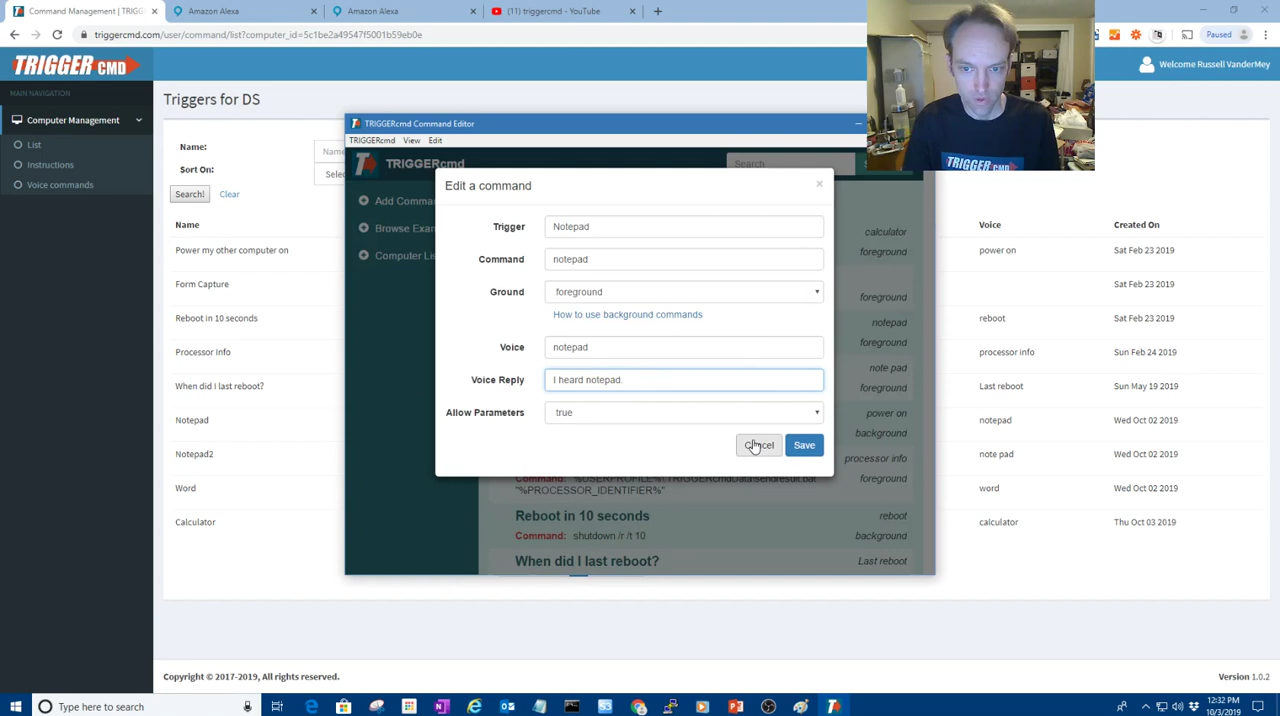 Command Management | TRIGG
Amazon Alexa
Amazon Alexa
(11) triggercmd - YouTube
triggercmd.com/user/command/list?computer_id=5c1be2a49547f5001b59eb0e
Paused
TRIGGER CMD
Welcome Russell VanderMey
MAIN NAVIGATION
Computer Management
List
Instructions
Voice commands
Triggers for DS
Name:
Name
Sort On:
Selec
Search!
Clear
Name
Voice
Created On
Power my other computer on
power on
Sat Feb 23 2019
Form Capture
Sat Feb 23 2019
Reboot in 10 seconds
reboot
Sat Feb 23 2019
Processor Info
processor info
Sun Feb 24 2019
When did I last reboot?
Last reboot
Sun May 19 2019
Notepad
notepad
Wed Oct 02 2019
Notepad2
note pad
Wed Oct 02 2019
Word
word
Wed Oct 02 2019
Calculator
calculator
Thu Oct 03 2019
TRIGGERcmd Command Editor
TRIGGERcmd View Edit
TRIGGERcmd
Search
Add Comma
Browse Exan
Computer Lis
calculator
foreground
foreground
notepad
foreground
note pad
foreground
power on
background
processor info
foreground
"%PROCESSOR_IDENTIFIER%"
Reboot in 10 seconds
reboot
Command: shutdown /r /t 10
background
When did I last reboot?
Last reboot
Edit a command
×
Trigger
Notepad
Command
notepad
Ground
foreground
How to use background commands
Voice
notepad
Voice Reply
I heard notepad.
Allow Parameters
true
Cancel
Save
TRIGGER CMD
Copyright © 2017-2019, All rights reserved.
Version 1.0.2
Type here to search
12:32 PM
10/3/2019